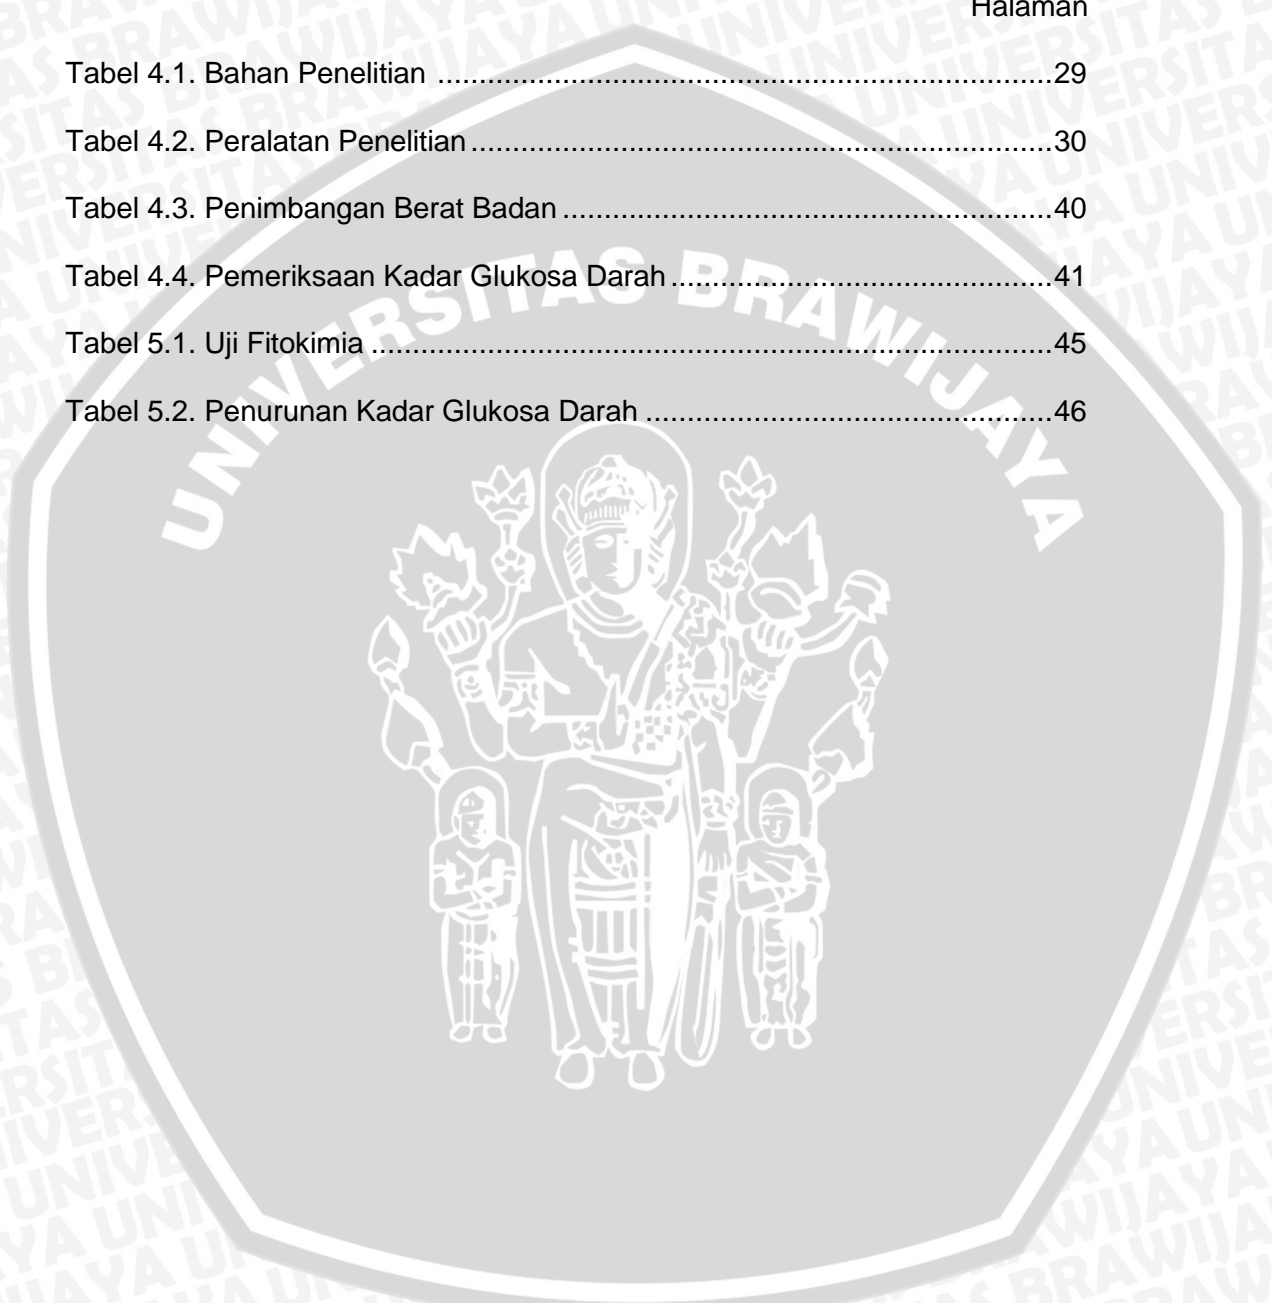 Halaman
Tabel 4.1. Bahan Penelitian ..........................................................................29
Tabel 4.2. Peralatan Penelitian......................................................................30
Tabel 4.3. Penimbangan Berat Badan ...........................................................40
Tabel 4.4. Pemeriksaan Kadar Glukosa Darah ..............................................41
Tabel 5.1. Uji Fitokimia ..................................................................................45
Tabel 5.2. Penurunan Kadar Glukosa Darah .................................................46
UNIVERSITAS BRAWIJAYA